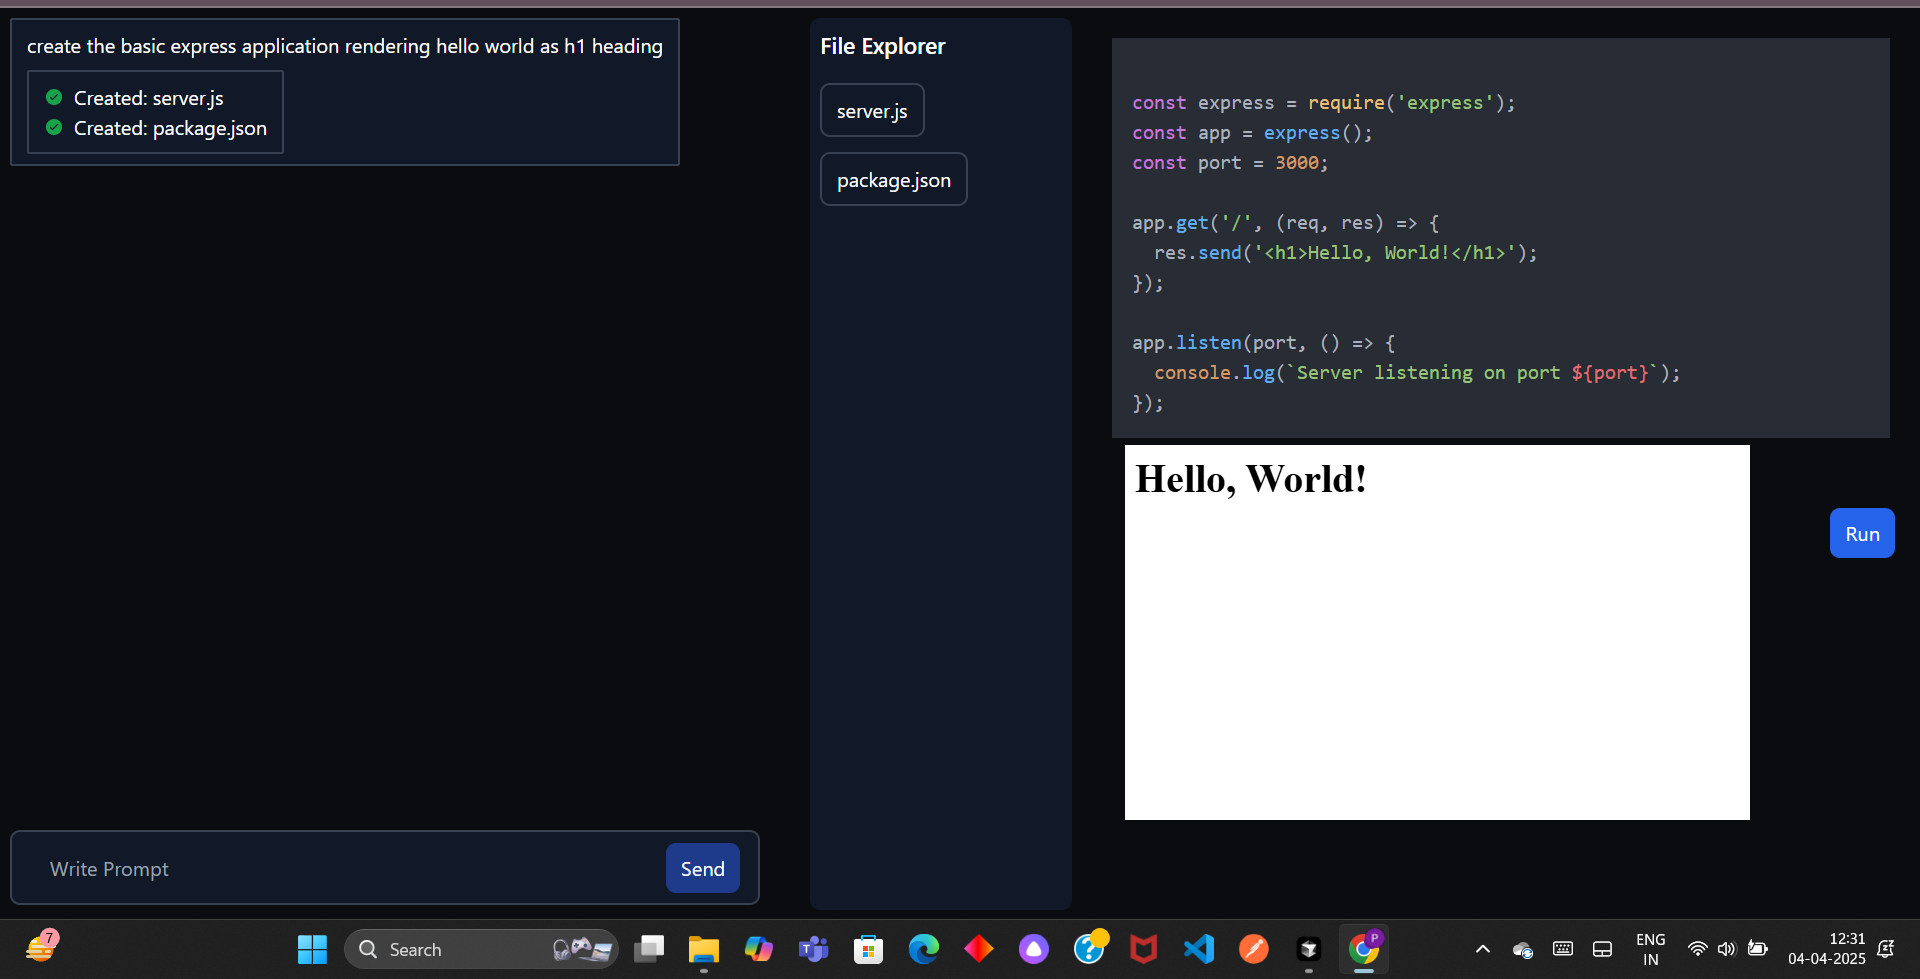 create the basic express application rendering hello world as h1 heading
Created: server.js
Created: package.json
Write Prompt
Send
File Explorer
server.js
package.json
const express = require('express');
const app = express();
const port = 3000;
app.get('/', (req, res) => {
  res.send('<h1>Hello, World!</h1>');
});
app.listen(port, () => {
  console.log(`Server listening on port ${port}`);
});
Hello, World!
Run
7
Search
T
?
P
ENG
IN
12:31
04-04-2025